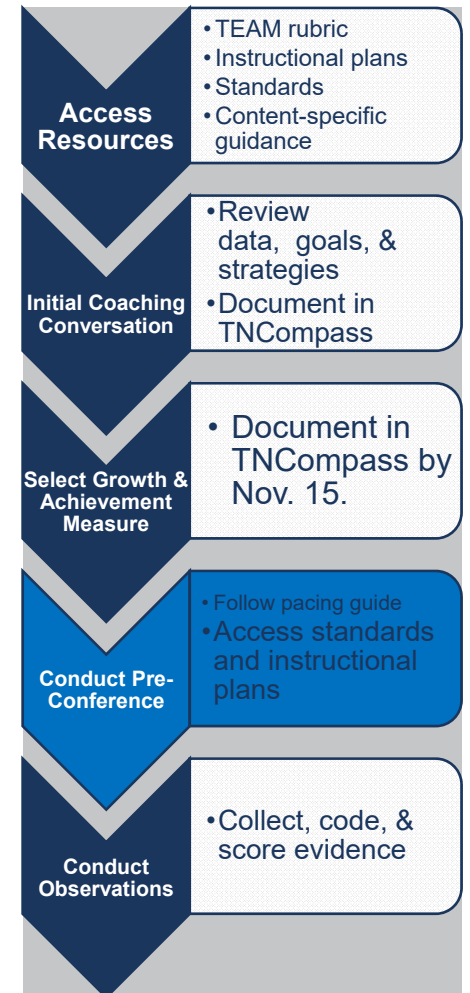 Access
Resources
• TEAM rubric
• Instructional plans
• Standards
• Content-specific
guidance
Initial Coaching
Conversation
•Review
data, goals, &
strategies
•Document in
TNCompass
Select Growth &
Achievement
Measure
• Document in
TNCompass by
Nov. 15.
Conduct Pre-
Conference
• Follow pacing guide
•Access standards
and instructional
plans
Conduct
Observations
•Collect, code, &
score evidence